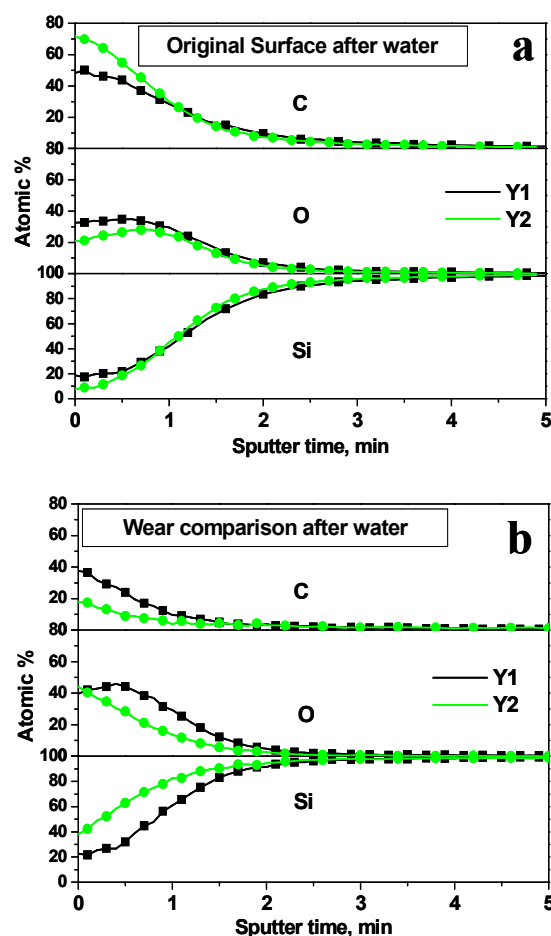 Original Surface after water
a
80
60
40
20
C
80
60
40
20
O
Y1
Y2
100
80
60
40
20
0
Si
Atomic %
0 1 2 3 4 5
Sputter time, min
Wear comparison after water
b
80
60
40
20
C
80
60
40
20
O
Y1
Y2
100
80
60
40
20
0
Si
Atomic %
0 1 2 3 4 5
Sputter time, min